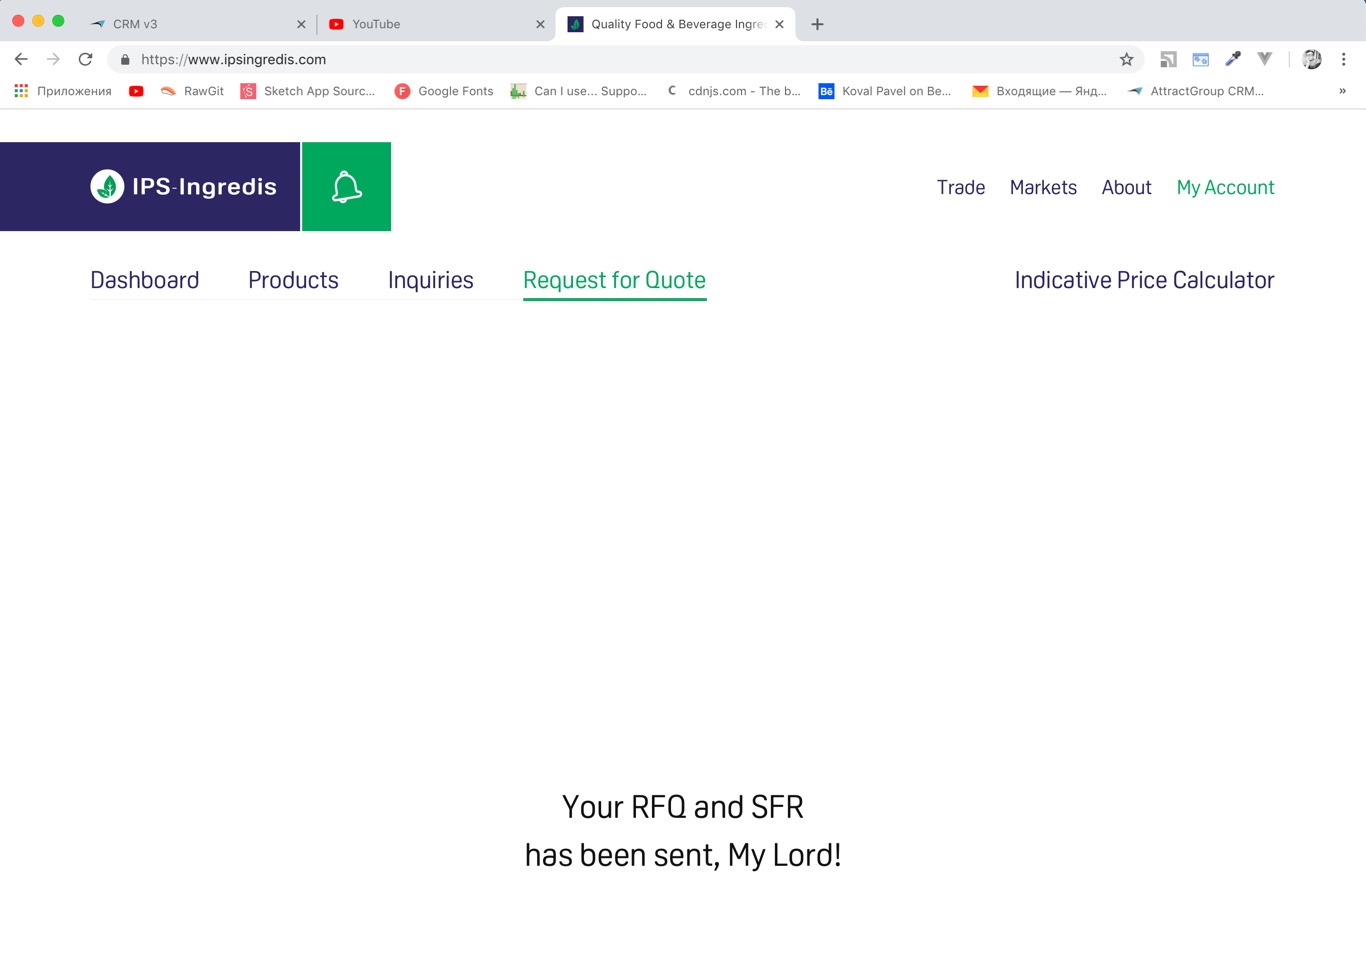 CRM v3
YouTube
Quality Food & Beverage Ingre
https://www.ipsingredis.com
Приложения
RawGit
Sketch App Sourc...
Google Fonts
Can I use... Suppo...
cdnjs.com - The b...
Koval Pavel on Be...
Входящие — Янд...
AttractGroup CRM...
»
IPS-Ingredis
Trade
Markets
About
My Account
Dashboard
Products
Inquiries
Request for Quote
Indicative Price Calculator
Your RFQ and SFR
has been sent, My Lord!